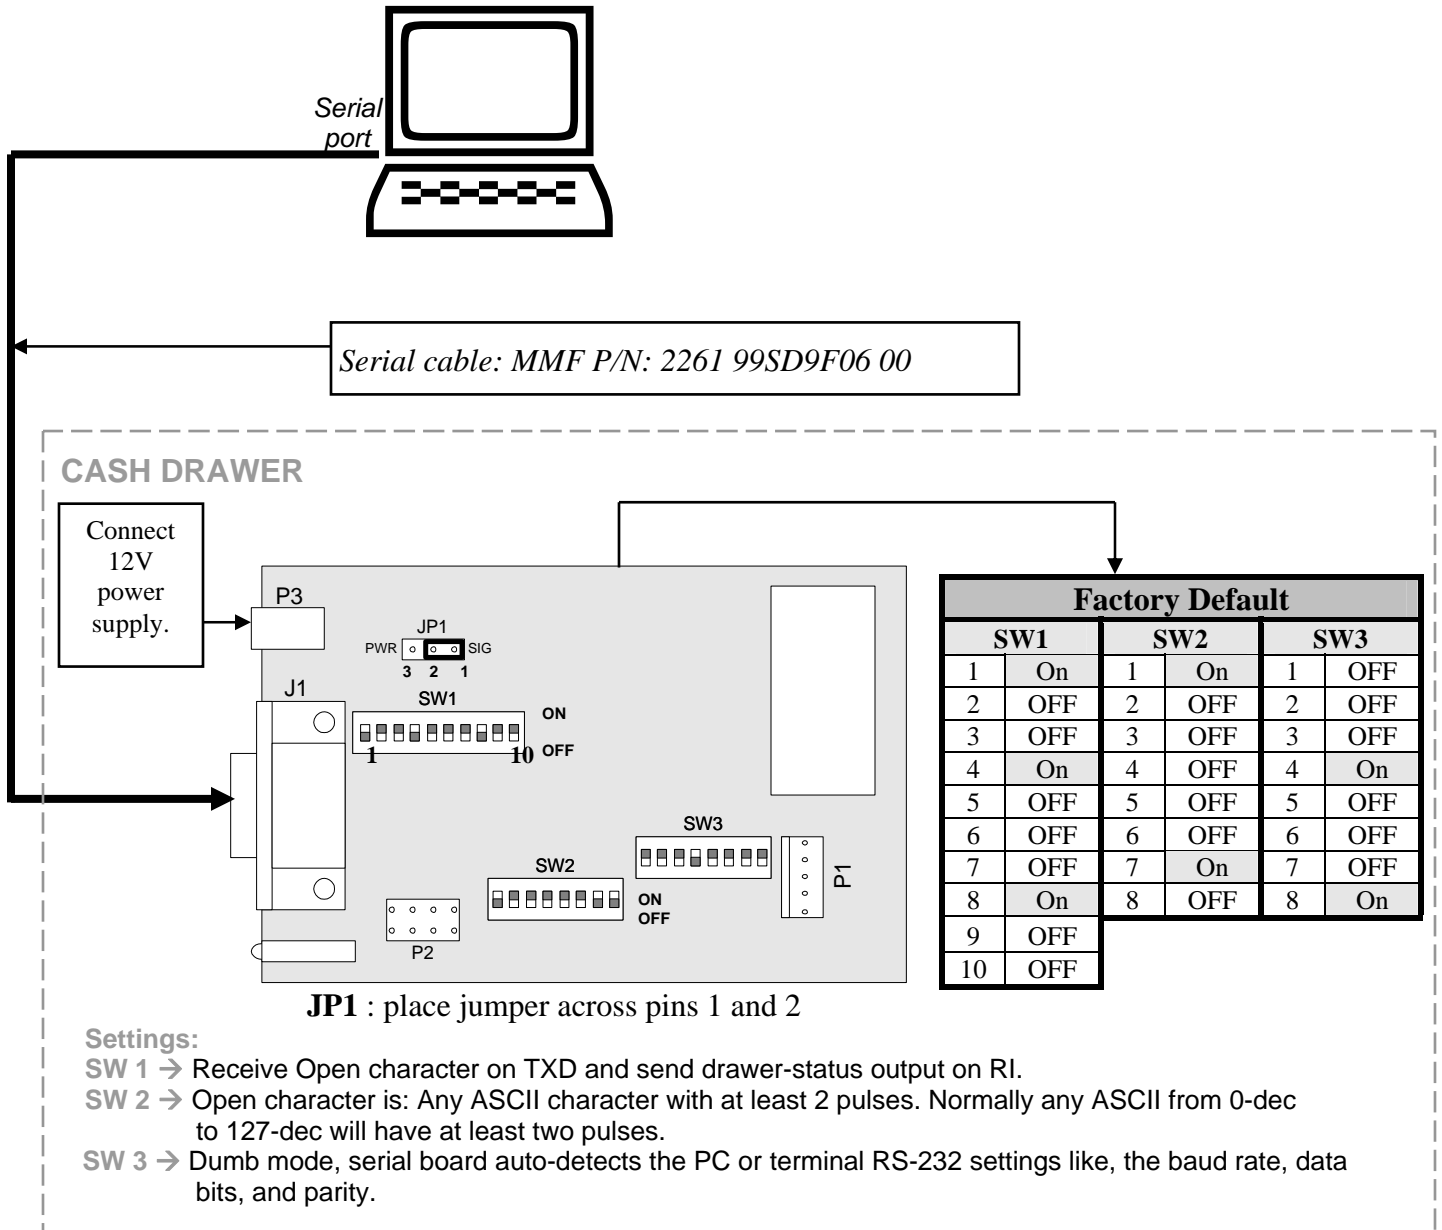 Serial
port
Serial cable: MMF P/N: 2261 99SD9F06 00
CASH DRAWER
Connect
12V
power
supply.
P3
JP1
PWR
SIG
3 2 1
J1
SW1
ON
1 10 OFF
SW3
SW2
ON
OFF
P1
P2
Factory Default
SW1 SW2 SW3
1 On 1 On 1 OFF
2 OFF 2 OFF 2 OFF
3 OFF 3 OFF 3 OFF
4 On 4 OFF 4 On
5 OFF 5 OFF 5 OFF
6 OFF 6 OFF 6 OFF
7 OFF 7 On 7 OFF
8 On 8 OFF 8 On
9 OFF
10 OFF
JP1 : place jumper across pins 1 and 2
Settings:
SW 1 → Receive Open character on TXD and send drawer-status output on RI.
SW 2 → Open character is: Any ASCII character with at least 2 pulses. Normally any ASCII from 0-dec
to 127-dec will have at least two pulses.
SW 3 → Dumb mode, serial board auto-detects the PC or terminal RS-232 settings like, the baud rate, data
bits, and parity.